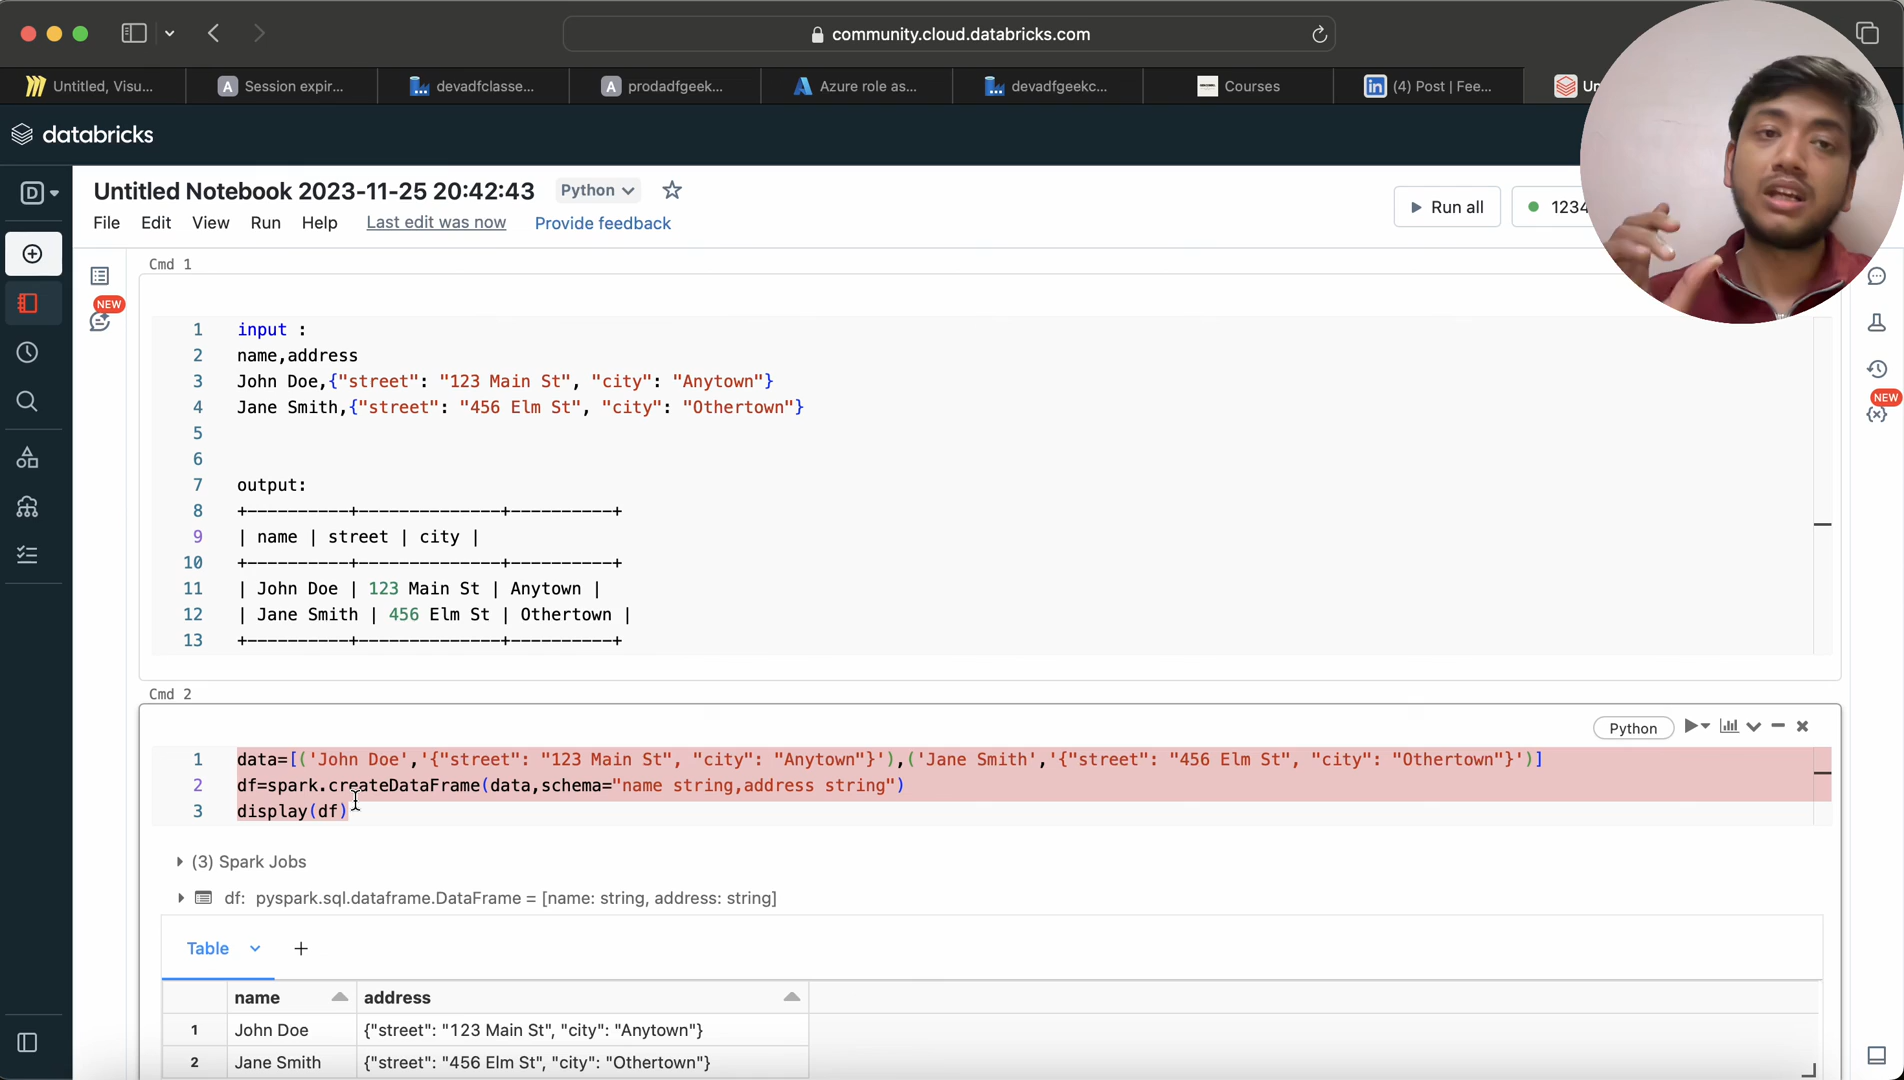 community.cloud.databricks.com
Untitled, Visu...
Session expir...
devadfclasse...
prodadfgeek...
Azure role as...
devadfgeekc...
Courses
(4) Post | Fee...
databricks
D
Untitled Notebook 2023-11-25 20:42:43 Python
File Edit View Run Help Last edit was now Provide feedback
Run all
1234
NEW
NEW
Cmd 1
1 input :
2 name,address
3 John Doe,{"street": "123 Main St", "city": "Anytown"}
4 Jane Smith,{"street": "456 Elm St", "city": "Othertown"}
5
6
7 output:
8 +----------+--------------+----------+
9 | name | street | city |
10 +----------+--------------+----------+
11 | John Doe | 123 Main St | Anytown |
12 | Jane Smith | 456 Elm St | Othertown |
13 +----------+--------------+----------+
Cmd 2
Python
1 data=[('John Doe','{"street": "123 Main St", "city": "Anytown"}'),('Jane Smith','{"street": "456 Elm St", "city": "Othertown"}')]
2 df=spark.createDataFrame(data,schema="name string,address string")
3 display(df)
(3) Spark Jobs
df: pyspark.sql.dataframe.DataFrame = [name: string, address: string]
Table +
name address
1 John Doe {"street": "123 Main St", "city": "Anytown"}
2 Jane Smith {"street": "456 Elm St", "city": "Othertown"}